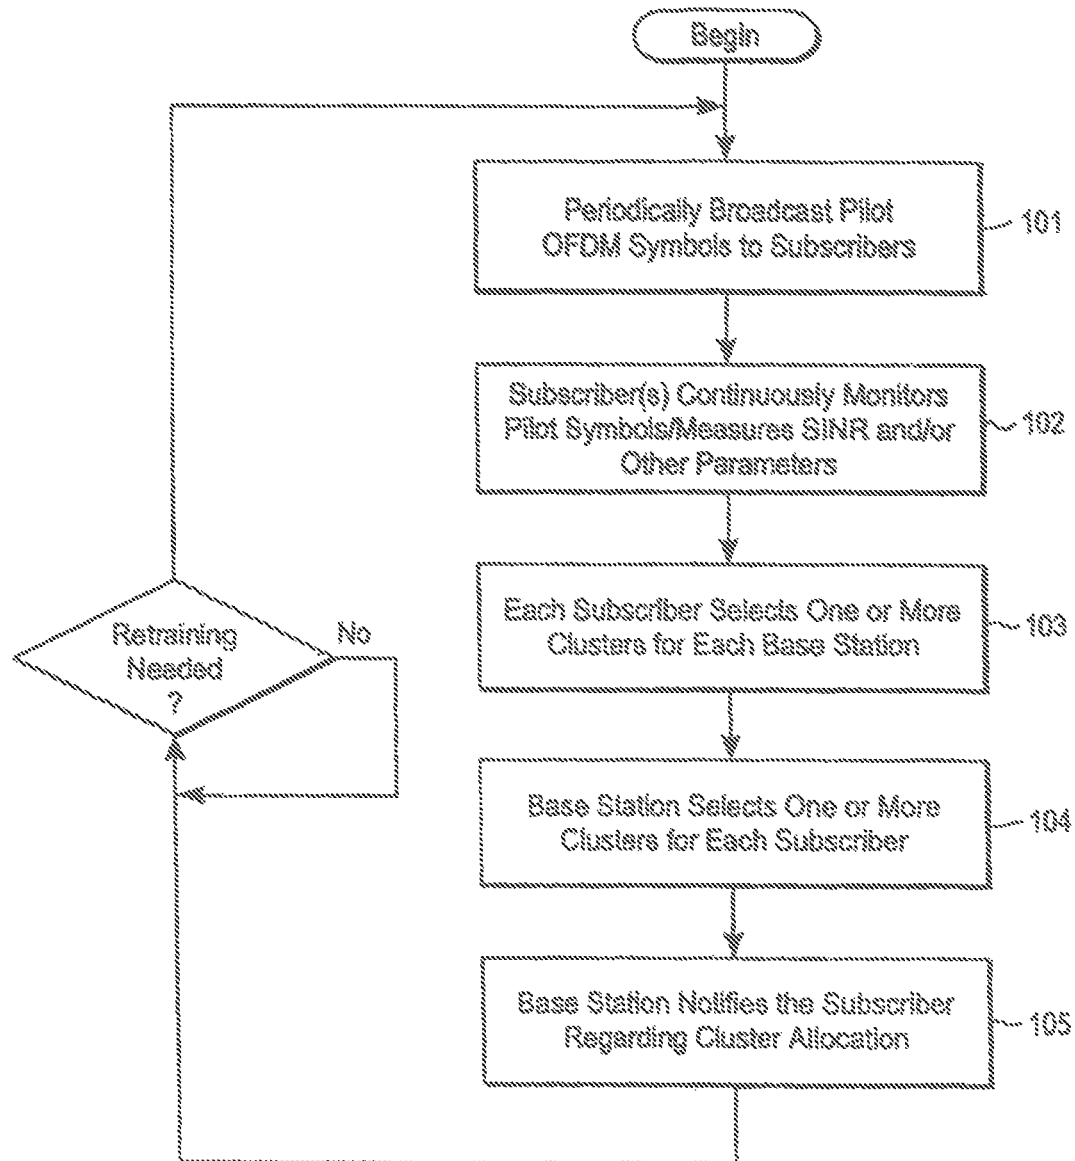 Begin
Periodically Broadcast Pilot
OFDM Symbols to Subscribers
101
Subscriber(s) Continuously Monitors
Pilot Symbols/Measures SINR and/or
Other Parameters
102
Each Subscriber Selects One or More
Clusters for Each Base Station
103
Retraining
Needed
?
No
Base Station Selects One or More
Clusters for Each Subscriber
104
Base Station Notifies the Subscriber
Regarding Cluster Allocation
105